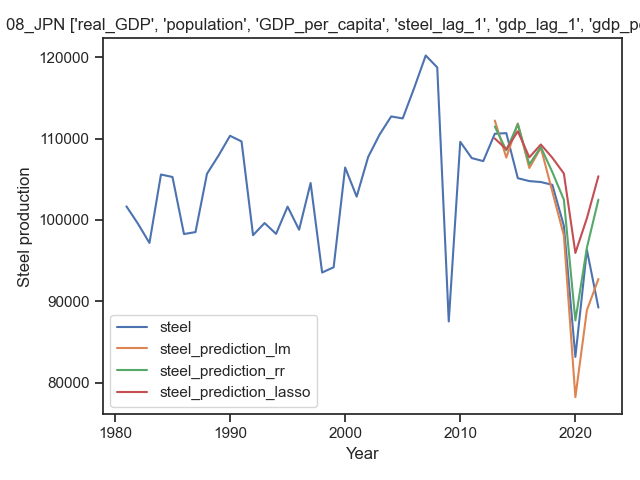 08_JPN ['real_GDP', 'population', 'GDP_per_capita', 'steel_lag_1', 'gdp_lag_1', 'gdp_p
120000
110000
100000
90000
80000
Steel production
steel
steel_prediction_lm
steel_prediction_rr
steel_prediction_lasso
1980 1990 2000 2010 2020
Year